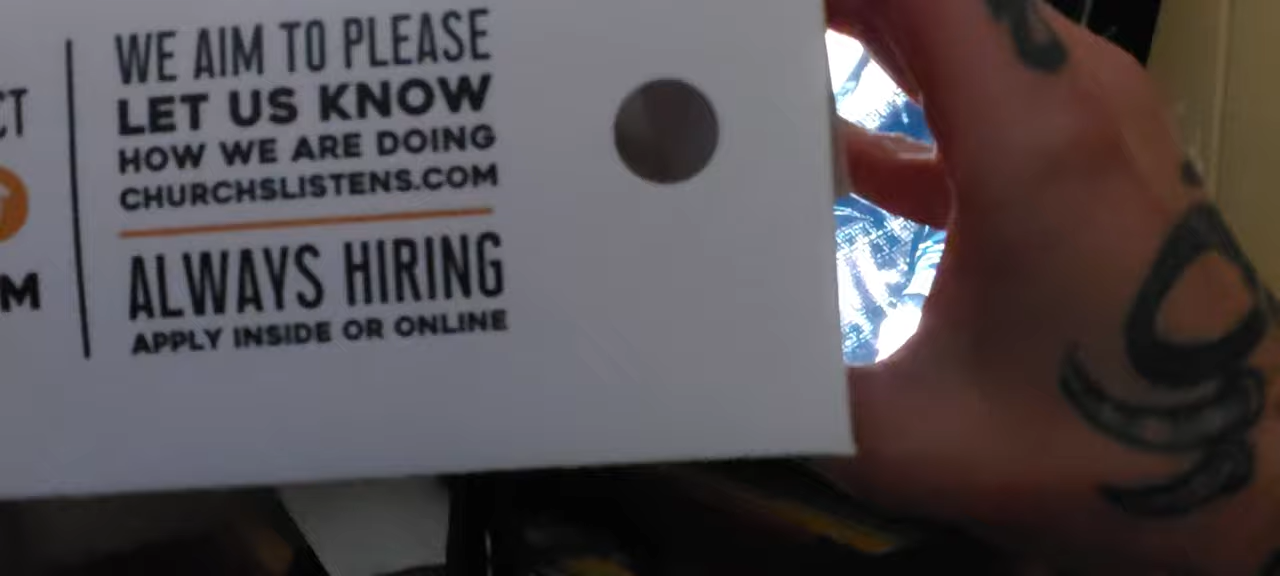 CT
M
WE AIM TO PLEASE
LET US KNOW
HOW WE ARE DOING
CHURCHSLISTENS.COM
ALWAYS HIRING
APPLY INSIDE OR ONLINE